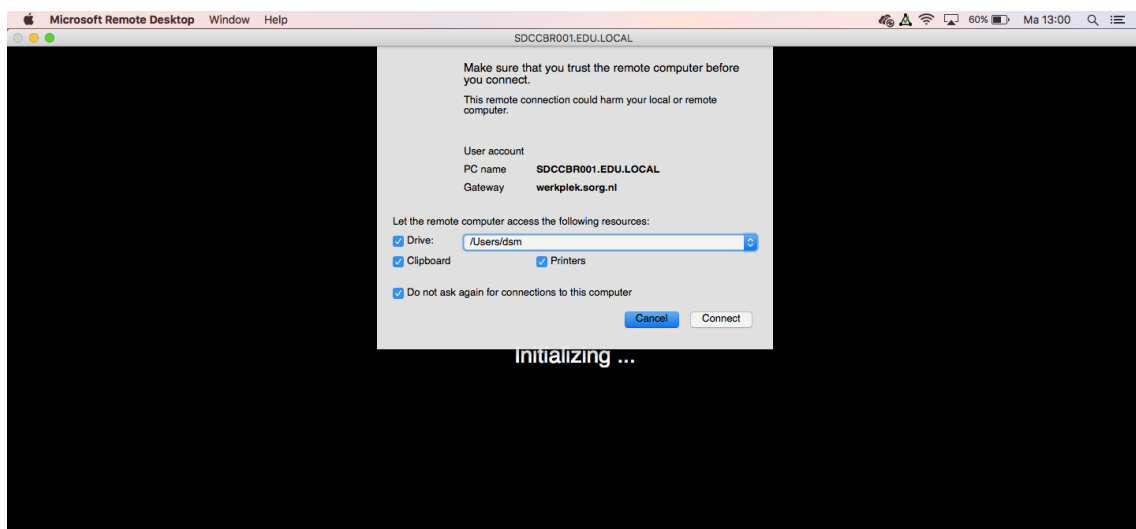 Microsoft Remote Desktop Window Help 60% Ma 13:00
SDCCBR001.EDU.LOCAL
Make sure that you trust the remote computer before
you connect.
This remote connection could harm your local or remote
computer.
User account
PC name SDCCBR001.EDU.LOCAL
Gateway werkplek.sorg.nl
Let the remote computer access the following resources:
Drive: /Users/dsm
Clipboard Printers
Do not ask again for connections to this computer
Cancel Connect
Initializing ...